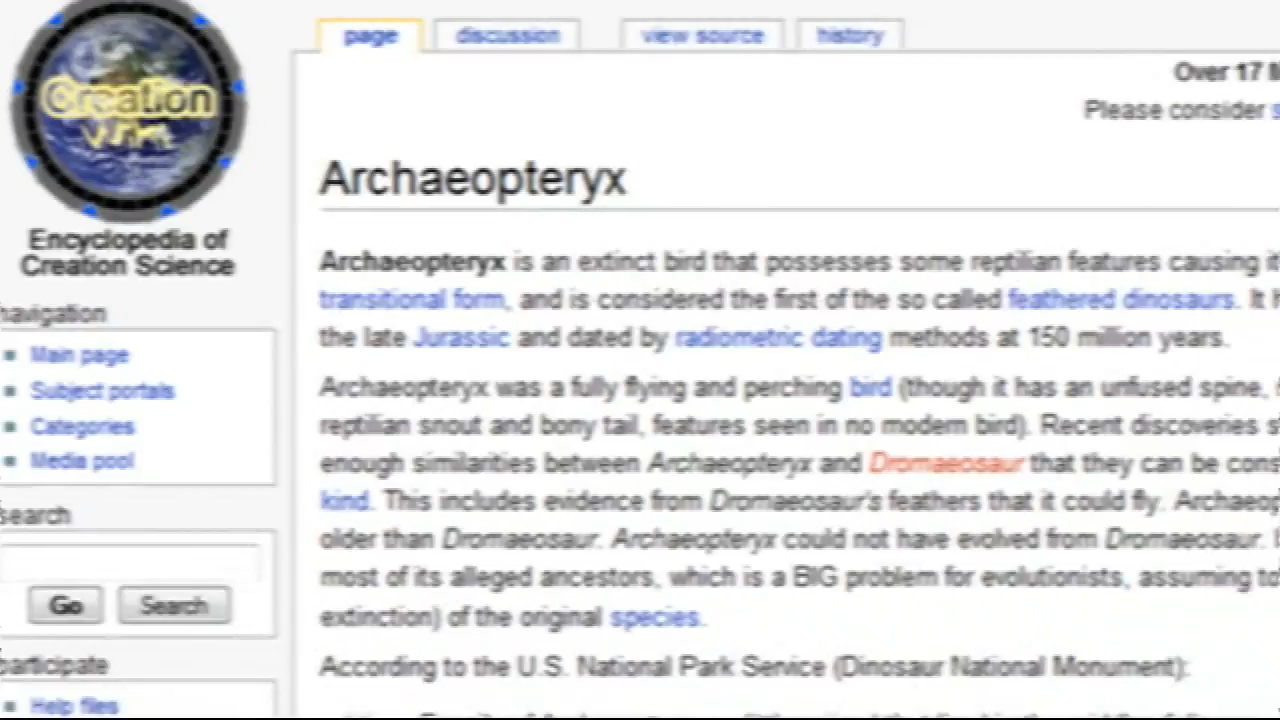 page discussion view source history
Over 17
Please consider
Creation
Encyclopedia of
Creation Science
navigation
Main page
Subject portals
Categories
Media pool
search
Go Search
participate
Help files
Archaeopteryx
Archaeopteryx is an extinct bird that possesses some reptilian features causing it
transitional form, and is considered the first of the so called feathered dinosaurs. It
the late Jurassic and dated by radiometric dating methods at 150 million years.
Archaeopteryx was a fully flying and perching bird (though it has an unfused spine,
reptilian snout and bony tail, features seen in no modern bird). Recent discoveries
enough similarities between Archaeopteryx and Dromaeosaur that they can be
kind. This includes evidence from Dromaeosaur's feathers that it could fly.
older than Dromaeosaur. Archaeopteryx could not have evolved from Dromaeosaur.
most of its alleged ancestors, which is a BIG problem for evolutionists, assuming
extinction) of the original species.
According to the U.S. National Park Service (Dinosaur National Monument):